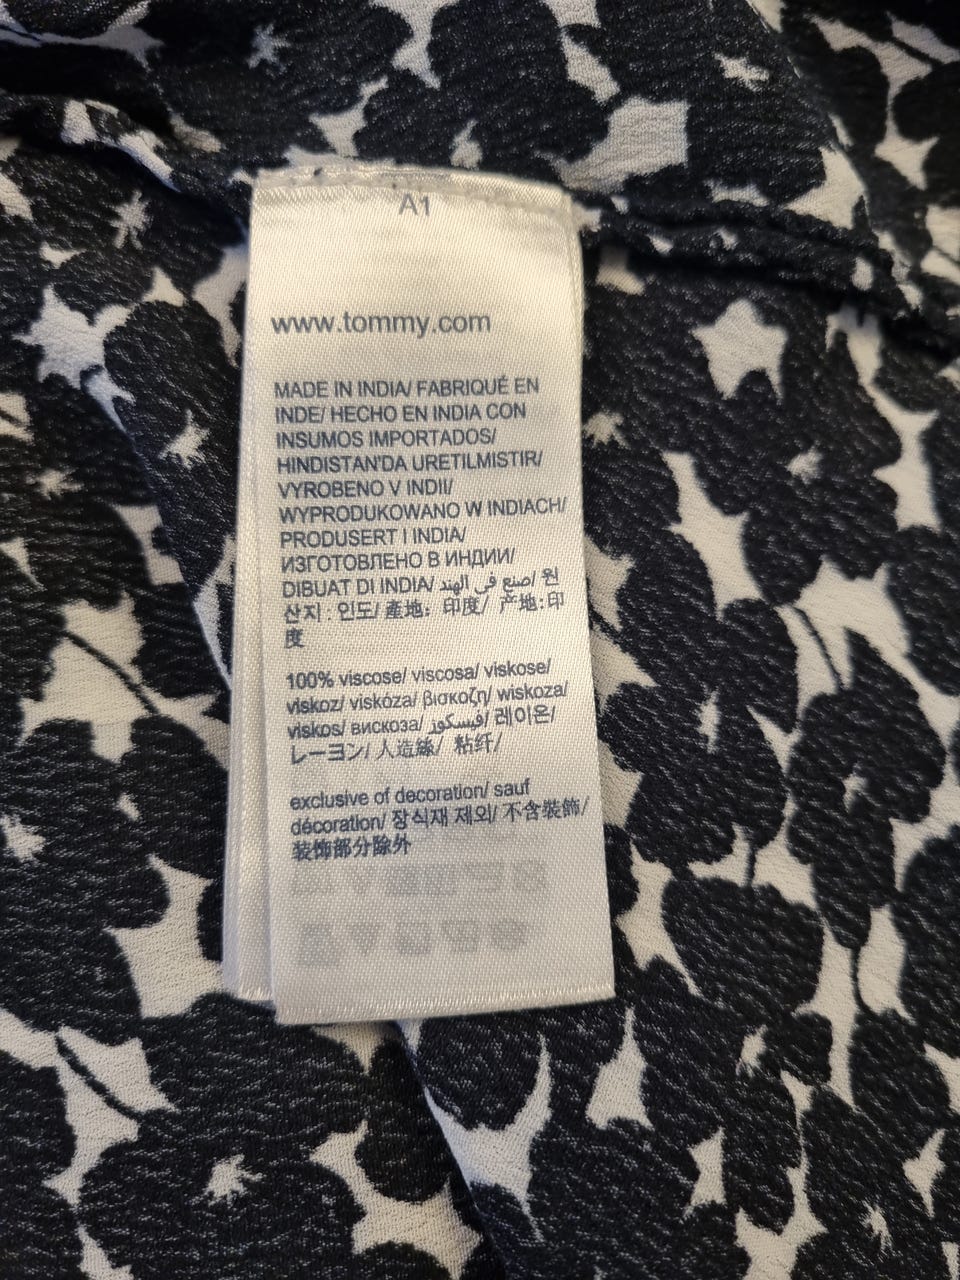 A1
www.tommy.com
MADE IN INDIA/ FABRIQUÉ EN
INDE/ HECHO EN INDIA CON
INSUMOS IMPORTADOS/
HINDISTAN'DA URETILMISTIR/
VYROBENO V INDII/
WYPRODUKOWANO W INDIACH/
PRODUSERT I INDIA/
ИЗГОТОВЛЕНО В ИНДИИ/
DIBUAT DI INDIA/ صنع في الهند/ 원
산지 : 인도/ 產地: 印度/ 产地:印
度
100% viscose/ viscosa/ viskose/
viskoz/ viskóza/ βισκοζη/ wiskoza/
viskos/ вискоза/ فيسكوز/ 레이온/
レーヨン/ 人造絲/ 粘纤/
exclusive of decoration/ sauf
décoration/ 장식재 제외/ 不含裝飾/
装饰部分除外